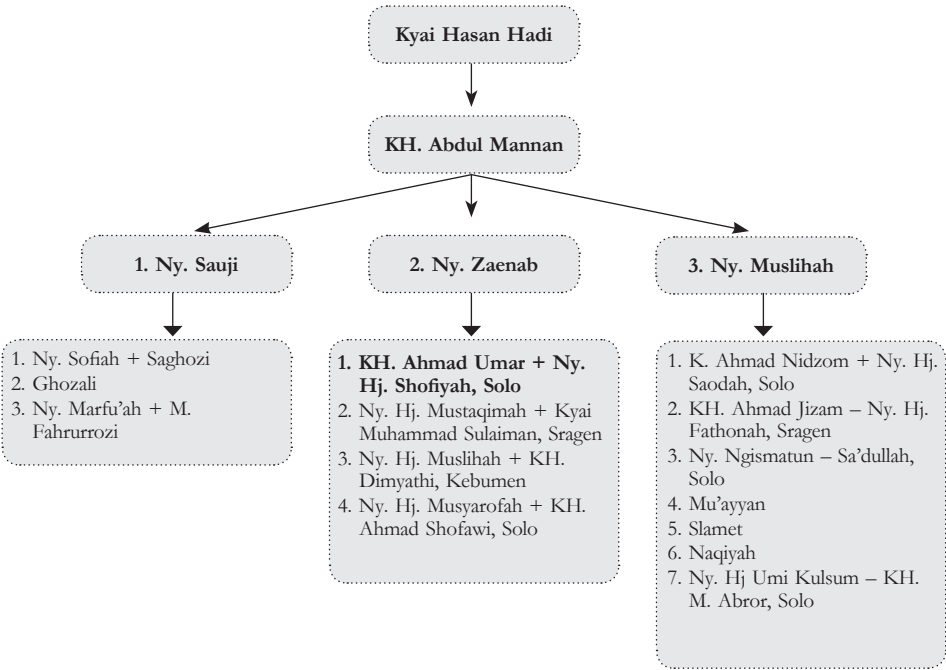 Kyai Hasan Hadi
KH. Abdul Mannan
1. Ny. Sauji
2. Ny. Zaenab
3. Ny. Muslihah
1. Ny. Sofiah + Saghozi
2. Ghozali
3. Ny. Marfu’ah + M.
Fahrurrozi
1. KH. Ahmad Umar + Ny.
Hj. Shofiyah, Solo
2. Ny. Hj. Mustaqimah + Kyai
Muhammad Sulaiman, Sragen
3. Ny. Hj. Muslihah + KH.
Dimyathi, Kebumen
4. Ny. Hj. Musyarofah + KH.
Ahmad Shofawi, Solo
1. K. Ahmad Nidzom + Ny. Hj.
Saodah, Solo
2. KH. Ahmad Jizam – Ny. Hj.
Fathonah, Sragen
3. Ny. Ngismatun – Sa’dullah,
Solo
4. Mu’ayyan
5. Slamet
6. Naqiyah
7. Ny. Hj Umi Kulsum – KH.
M. Abror, Solo